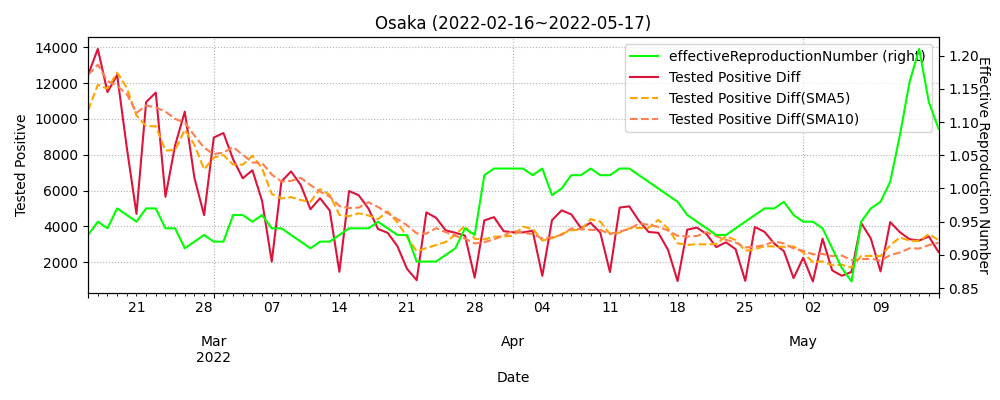 Osaka (2022-02-16~2022-05-17)
effectiveReproductionNumber (right)
Tested Positive Diff
Tested Positive Diff(SMA5)
Tested Positive Diff(SMA10)
Tested Positive
14000
12000
10000
8000
6000
4000
2000
Effective Reproduction Number
1.20
1.15
1.10
1.05
1.00
0.95
0.90
0.85
21 28 07 14 21 28 04 11 18 25 02 09
Mar Apr May
2022
Date